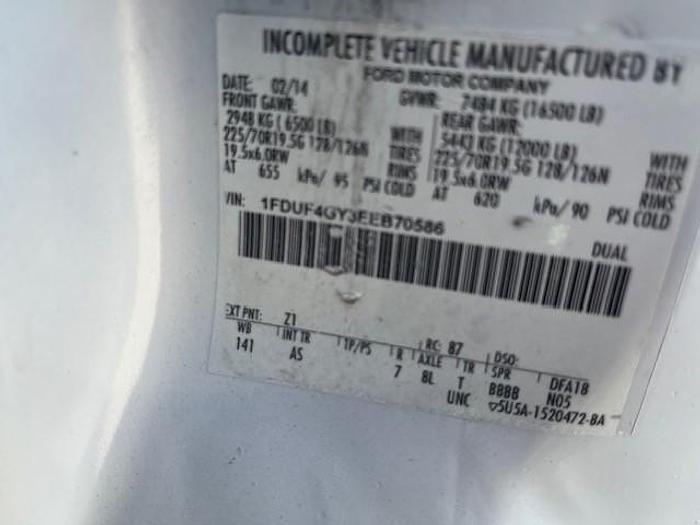 INCOMPLETE VEHICLE MANUFACTURED BY
FORD MOTOR COMPANY
DATE: 02/14 GVWR: 7484 KG (16500 LB)
FRONT GAWR: REAR GAWR:
2948 KG ( 6500 LB) WITH 5443 KG (12000 LB) WITH
225/70R19.5G 128/126N TIRES 225/70R19.5G 128/126N TIRES
19.5x6.0RW RIMS 19.5x6.0RW RIMS
AT 655 kPa/ 95 PSI COLD AT 620 kPa/ 90 PSI COLD
VIN: 1FDUF4GY3EEB70586 DUAL
EXT PNT: Z1 RC: 87 DSO:
WB INT TR TP/PS R AXLE TR SPR DFA18
141 AS 7 8L T BBBB N05
UNC 5U5A-1520472-BA